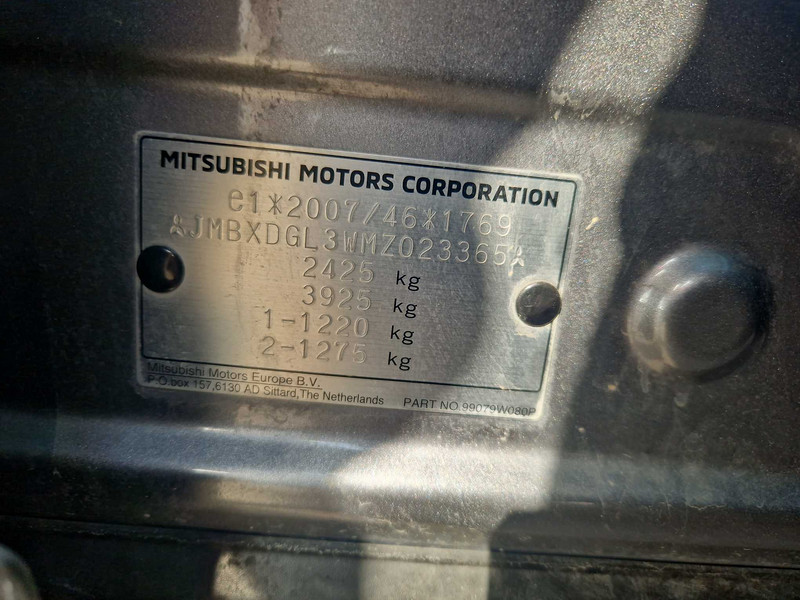 MITSUBISHI MOTORS CORPORATION
e1*2007/46*1769
JMBXDGL3WMZ023365
2425 kg
3925 kg
1-1220 kg
2-1275 kg
Mitsubishi Motors Europe B.V.
P.O.box 157,6130 AD Sittard,The Netherlands PART NO.99079W080P